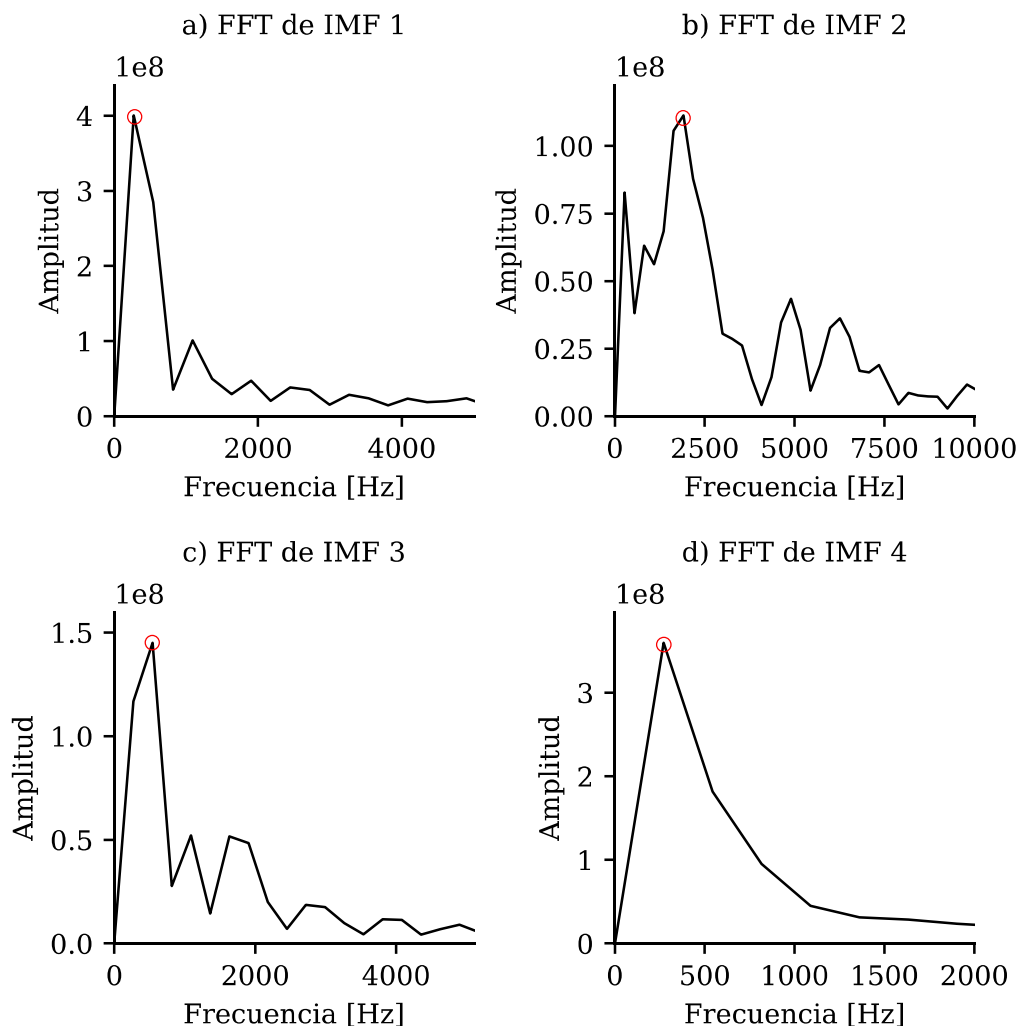 a) FFT de IMF 1
1e8
4
3
2
1
0
Amplitud
0 2000 4000
Frecuencia [Hz]
b) FFT de IMF 2
1e8
1.00
0.75
0.50
0.25
0.00
Amplitud
0 2500 5000 7500 10000
Frecuencia [Hz]
c) FFT de IMF 3
1e8
1.5
1.0
0.5
0.0
Amplitud
0 2000 4000
Frecuencia [Hz]
d) FFT de IMF 4
1e8
3
2
1
0
Amplitud
0 500 1000 1500 2000
Frecuencia [Hz]